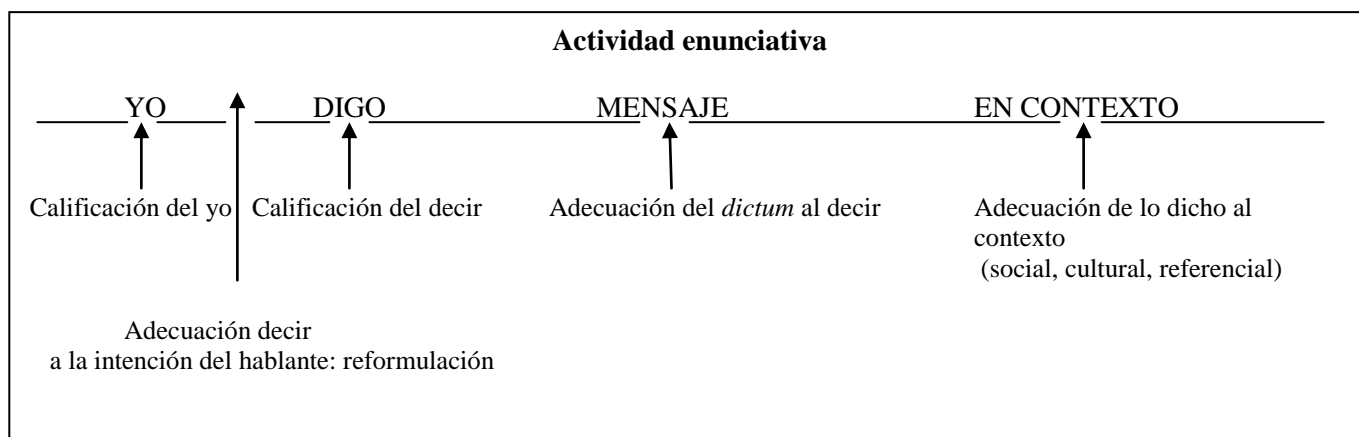 Actividad enunciativa
YO DIGO MENSAJE EN CONTEXTO
Calificación del yo Calificación del decir Adecuación del dictum al decir Adecuación de lo dicho al
contexto
(social, cultural, referencial)
Adecuación decir
a la intención del hablante: reformulación